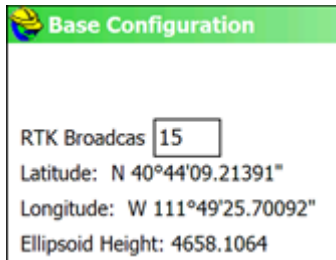 Base Configuration
RTK Broadcas 15
Latitude: N 40°44'09.21391"
Longitude: W 111°49'25.70092"
Ellipsoid Height: 4658.1064